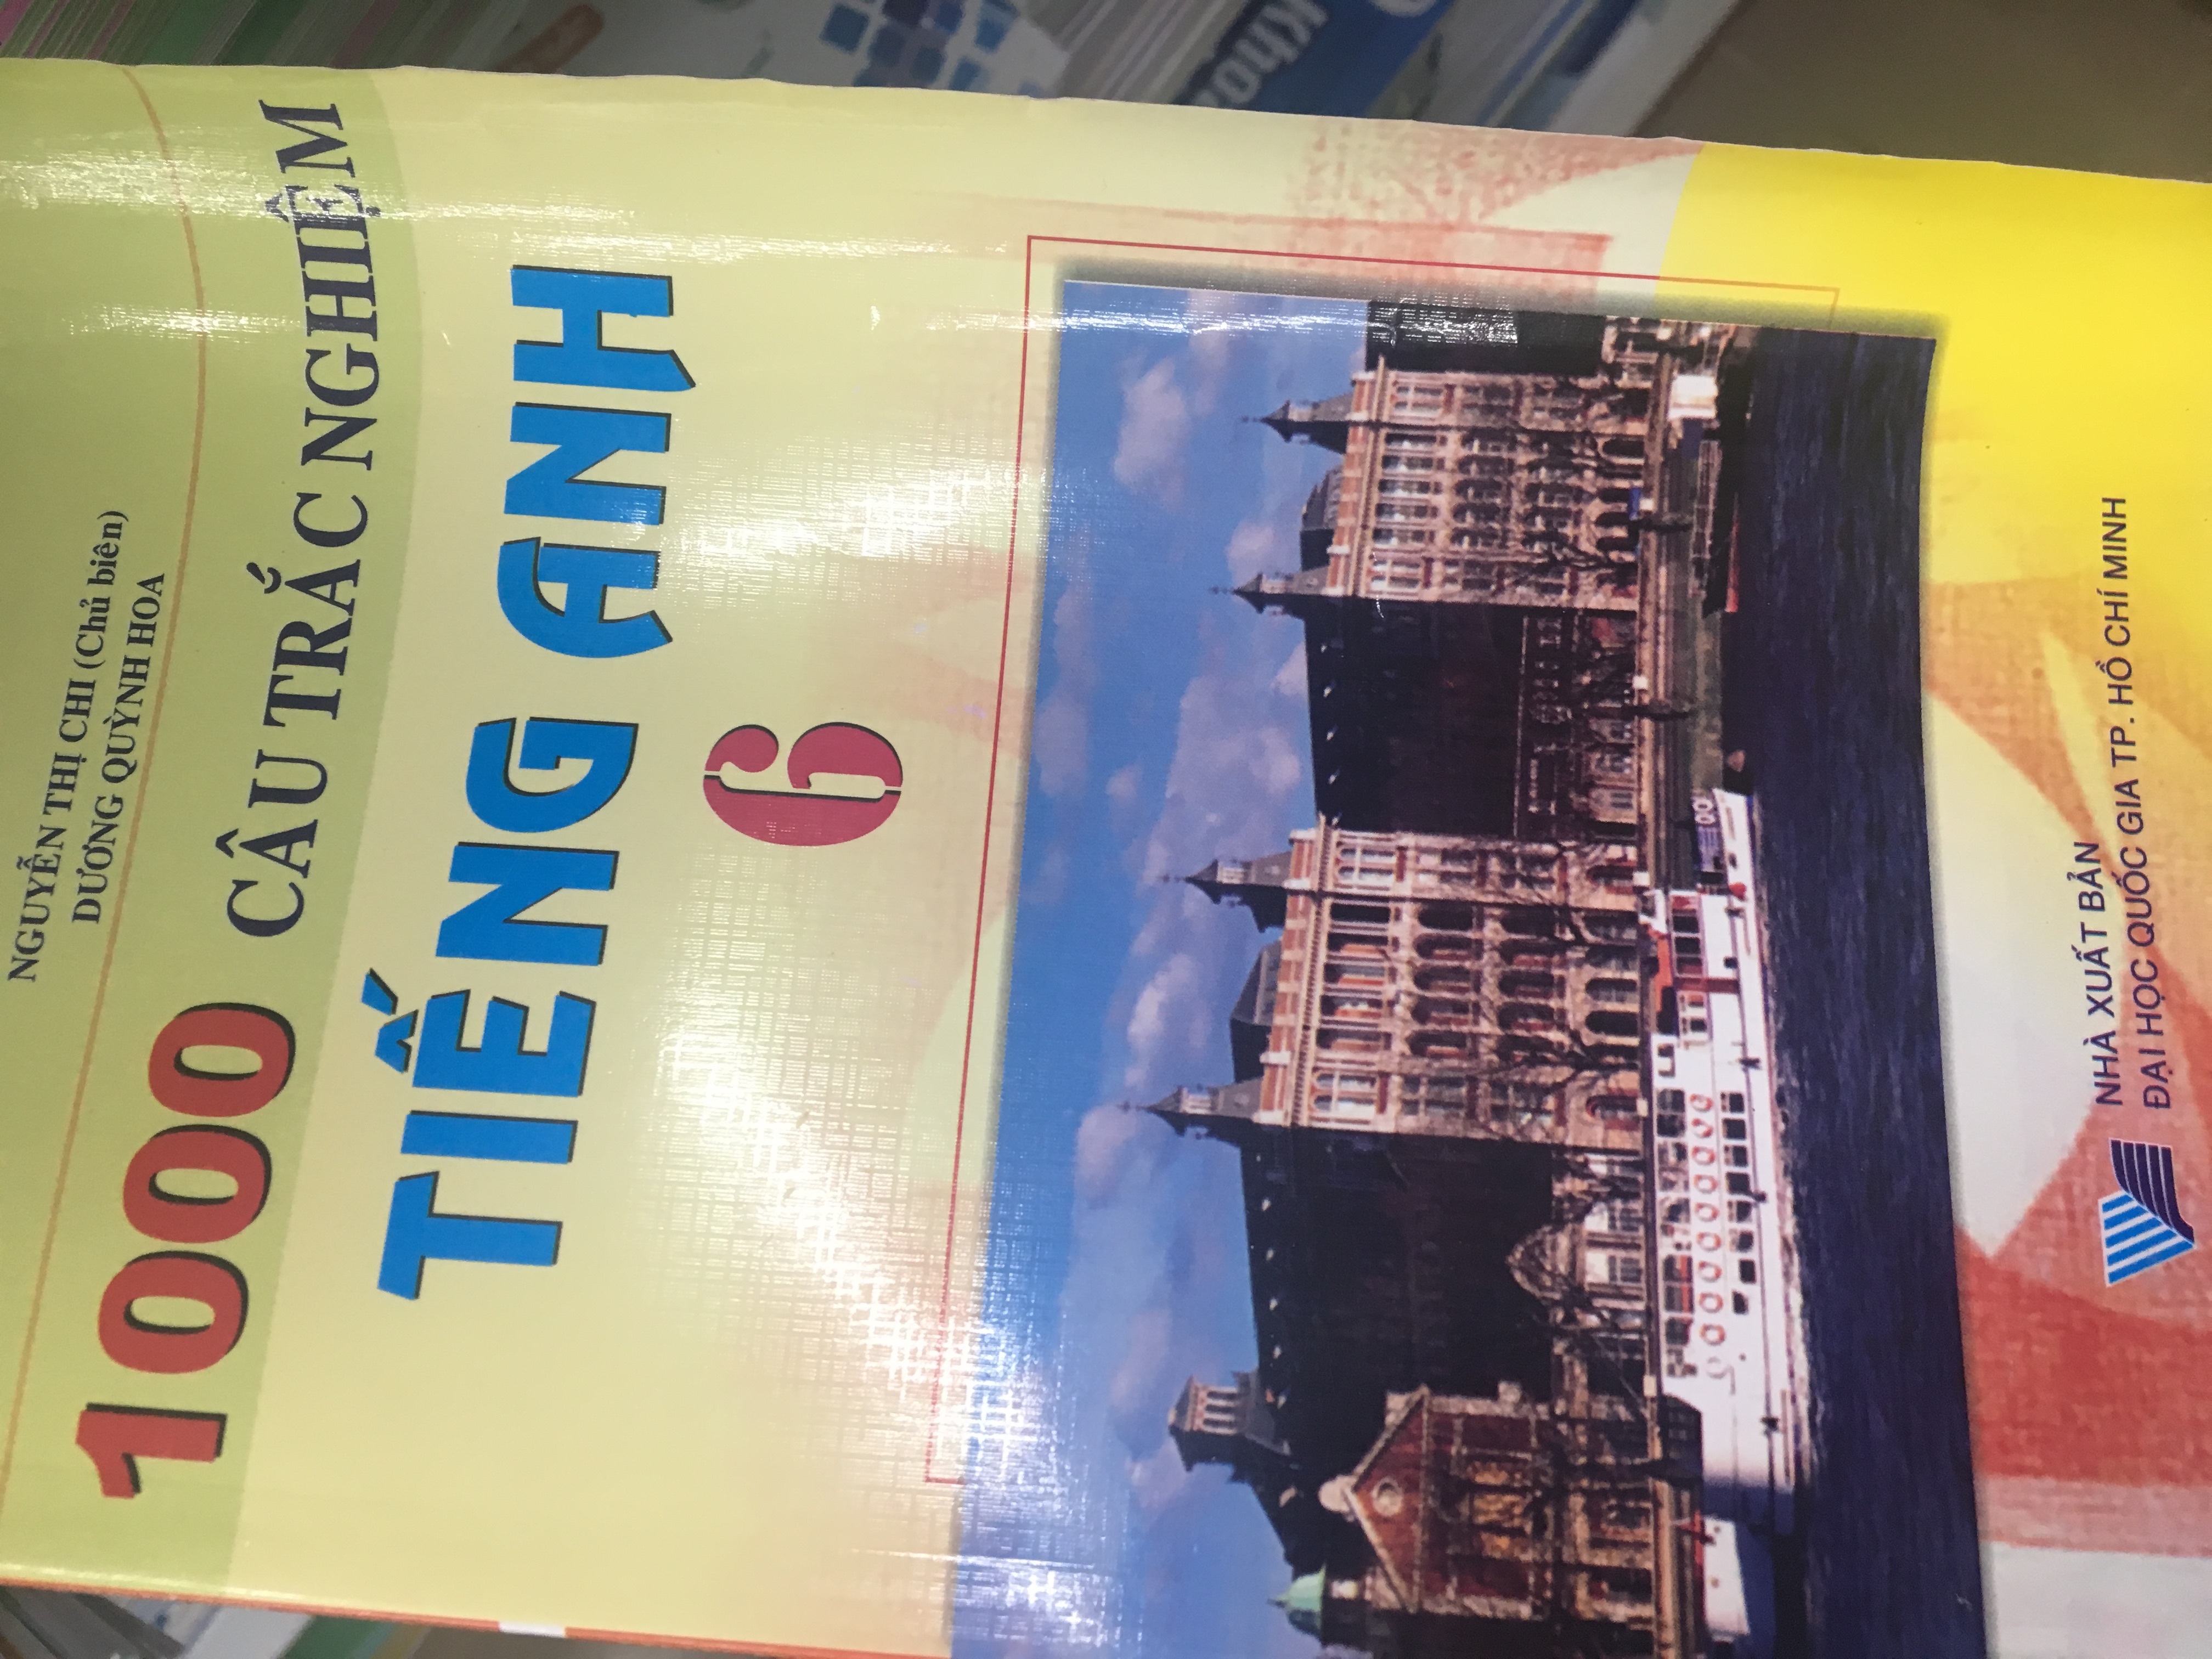 NGUYỄN THỊ CHI (Chủ biên)
DƯƠNG QUỲNH HOA
1000 CÂU TRẮC NGHIỆM
TIẾNG ANH
6
NHÀ XUẤT BẢN
ĐẠI HỌC QUỐC GIA TP. HỒ CHÍ MINH